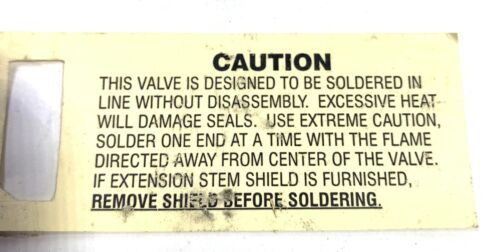 CAUTION
THIS VALVE IS DESIGNED TO BE SOLDERED IN
LINE WITHOUT DISASSEMBLY. EXCESSIVE HEAT
WILL DAMAGE SEALS. USE EXTREME CAUTION,
SOLDER ONE END AT A TIME WITH THE FLAME
DIRECTED AWAY FROM CENTER OF THE VALVE.
IF EXTENSION STEM SHIELD IS FURNISHED,
REMOVE SHIELD BEFORE SOLDERING.